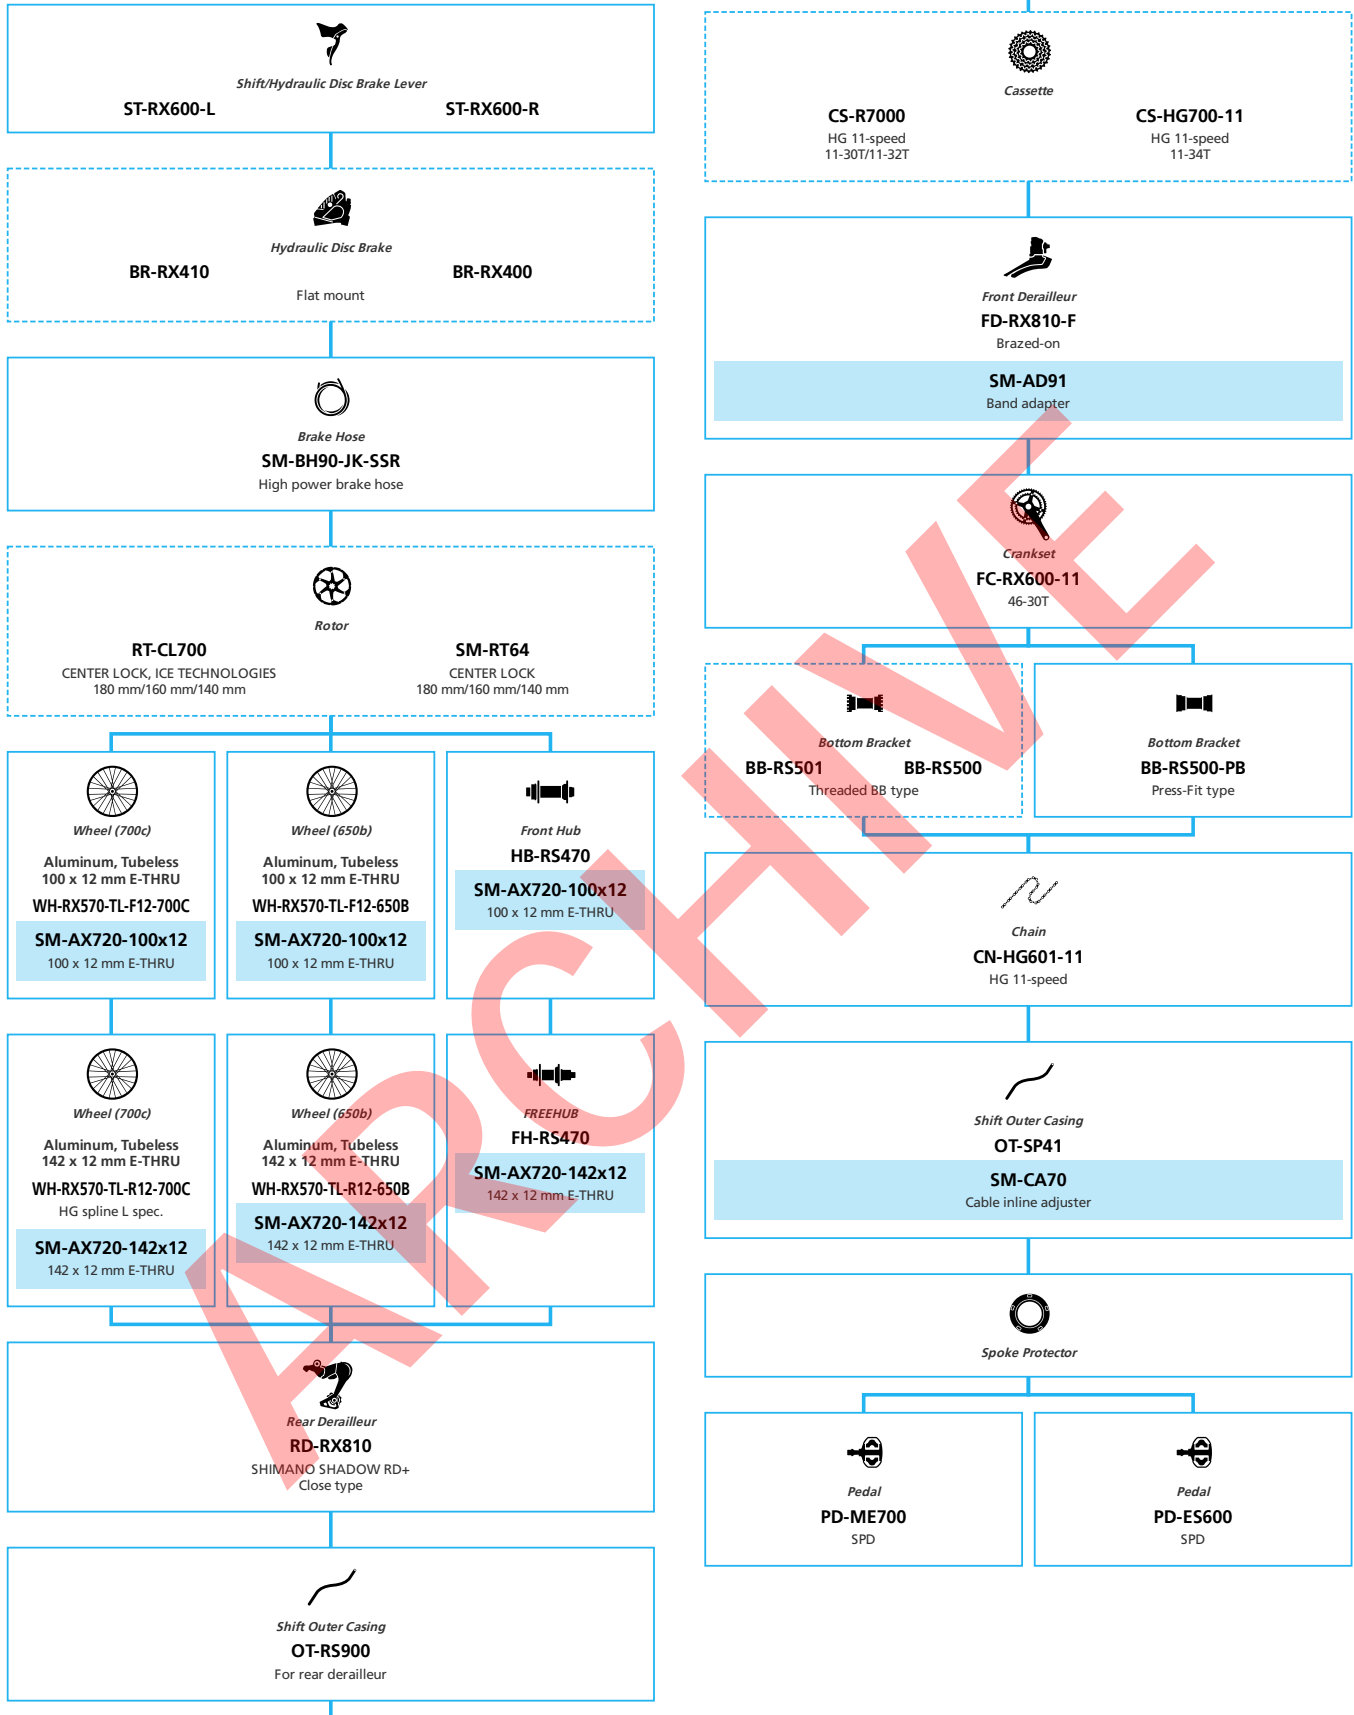 Shift/Hydraulic Disc Brake Lever
ST-RX600-L ST-RX600-R
Hydraulic Disc Brake
BR-RX410 BR-RX400
Flat mount
Brake Hose
SM-BH90-JK-SSR
High power brake hose
Rotor
RT-CL700 SM-RT64
CENTER LOCK, ICE TECHNOLOGIES CENTER LOCK
180 mm/160 mm/140 mm 180 mm/160 mm/140 mm
Wheel (700c)
Aluminum, Tubeless
100 x 12 mm E-THRU
WH-RX570-TL-F12-700C
SM-AX720-100x12
100 x 12 mm E-THRU
Wheel (650b)
Aluminum, Tubeless
100 x 12 mm E-THRU
WH-RX570-TL-F12-650B
SM-AX720-100x12
100 x 12 mm E-THRU
Front Hub
HB-RS470
SM-AX720-100x12
100 x 12 mm E-THRU
Wheel (700c)
Aluminum, Tubeless
142 x 12 mm E-THRU
WH-RX570-TL-R12-700C
HG spline L spec.
SM-AX720-142x12
142 x 12 mm E-THRU
Wheel (650b)
Aluminum, Tubeless
142 x 12 mm E-THRU
WH-RX570-TL-R12-650B
SM-AX720-142x12
142 x 12 mm E-THRU
FREEHUB
FH-RS470
SM-AX720-142x12
142 x 12 mm E-THRU
Rear Derailleur
RD-RX810
SHIMANO SHADOW RD+
Close type
Shift Outer Casing
OT-RS900
For rear derailleur
Cassette
CS-R7000 CS-HG700-11
HG 11-speed HG 11-speed
11-30T/11-32T 11-34T
Front Derailleur
FD-RX810-F
Brazed-on
SM-AD91
Band adapter
Crankset
FC-RX600-11
46-30T
Bottom Bracket
BB-RS501 BB-RS500
Threaded BB type
Bottom Bracket
BB-RS500-PB
Press-Fit type
Chain
CN-HG601-11
HG 11-speed
Shift Outer Casing
OT-SP41
SM-CA70
Cable inline adjuster
Spoke Protector
Pedal
PD-ME700
SPD
Pedal
PD-ES600
SPD
ARCHIVE